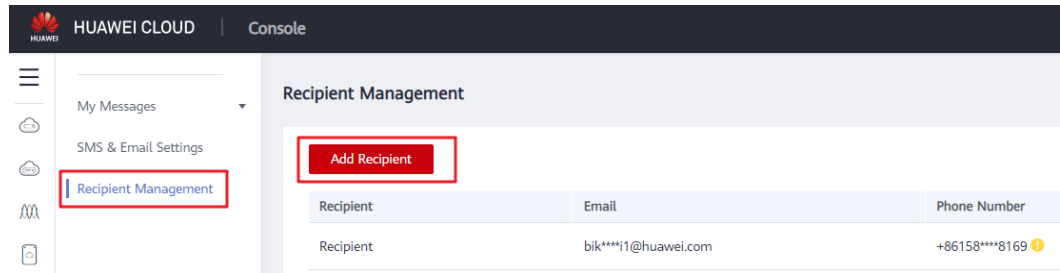 HUAWEI
HUAWEI CLOUD
Console
My Messages
SMS & Email Settings
Recipient Management
Recipient Management
Add Recipient
Recipient Email Phone Number
Recipient bik****i1@huawei.com +86158****8169